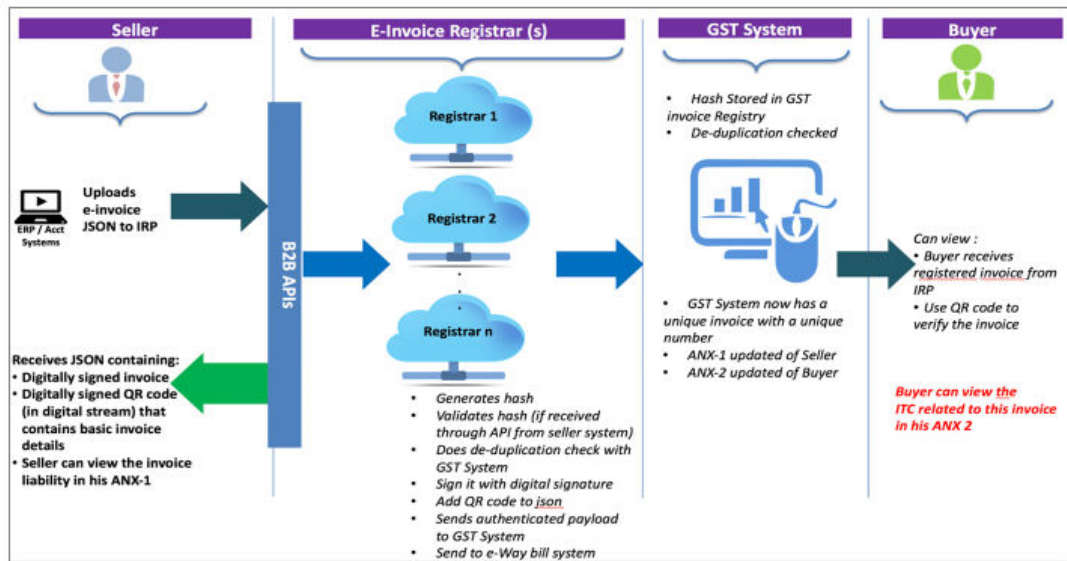 Seller
E-Invoice Registrar (s)
GST System
Buyer
ERP / Acct
Systems
Uploads
e-invoice
JSON to IRP
Receives JSON containing:
• Digitally signed invoice
• Digitally signed QR code
(in digital stream) that
contains basic invoice
details
• Seller can view the invoice
liability in his ANX-1
B2B APIs
Registrar 1
Registrar 2
Registrar n
• Generates hash
• Validates hash (if received
through API from seller system)
• Does de-duplication check with
GST System
• Sign it with digital signature
• Add QR code to json
• Sends authenticated payload
to GST System
• Send to e-Way bill system
• Hash Stored in GST
invoice Registry
• De-duplication checked
• GST System now has a
unique invoice with a unique
number
• ANX-1 updated of Seller
• ANX-2 updated of Buyer
Can view :
• Buyer receives
registered invoice from
IRP
• Use QR code to
verify the invoice
Buyer can view the
ITC related to this invoice
in his ANX 2